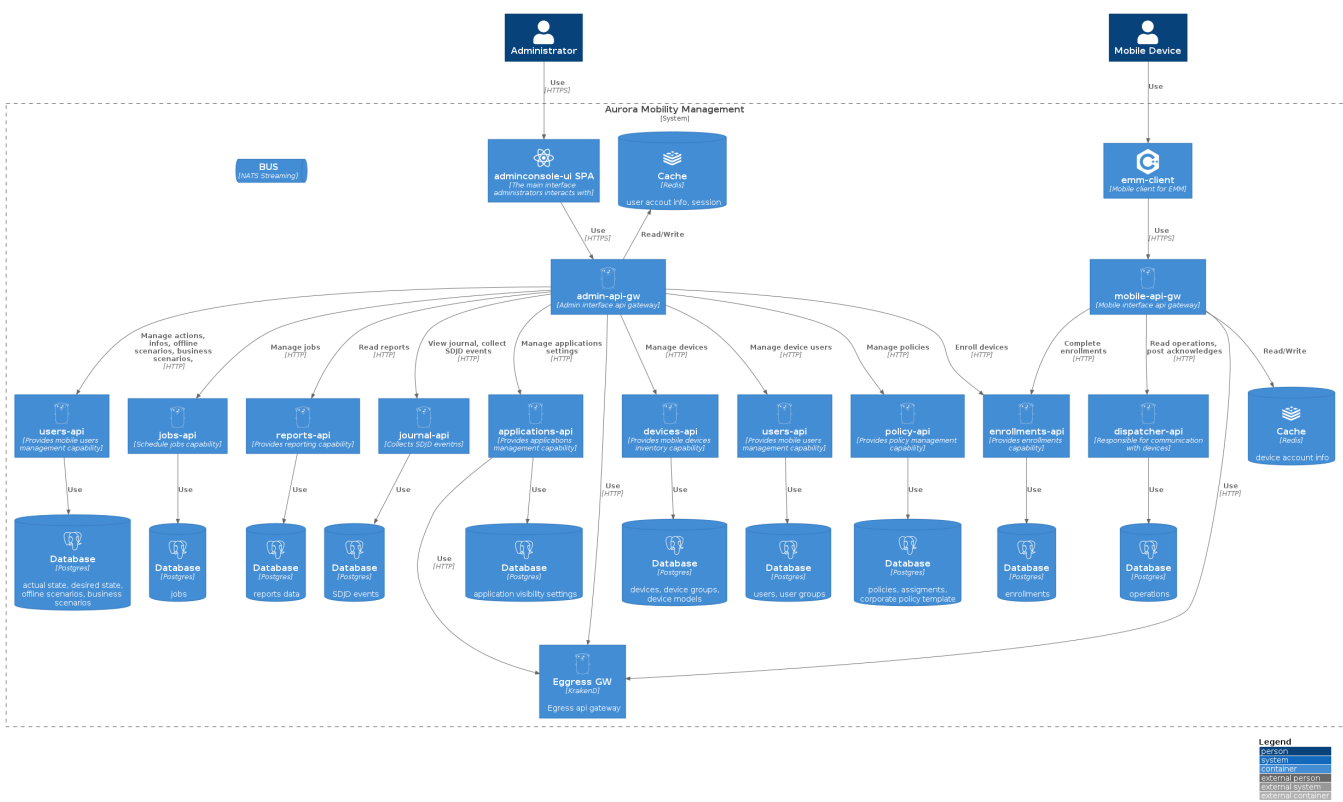 Administrator
Mobile Device
Use
[HTTPS]
Use
Aurora Mobility Management
[System]
BUS
[NATS Streaming]
adminconsole-ui SPA
[The main interface
administrators interacts with]
Cache
[Redis]
user accout info, session
emm-client
[Mobile client for EMM]
Use
[HTTPS]
Read/Write
Use
[HTTPS]
admin-api-gw
[Admin interface api gateway]
mobile-api-gw
[Mobile interface api gateway]
Manage actions,
infos, offline
scenarios, business
scenarios,
[HTTP]
Manage jobs
[HTTP]
Read reports
[HTTP]
View journal, collect
SDJD events
[HTTP]
Manage applications
settings
[HTTP]
Manage devices
[HTTP]
Manage device users
[HTTP]
Manage policies
[HTTP]
Enroll devices
[HTTP]
Complete
enrollments
[HTTP]
Read operations,
post acknowledges
[HTTP]
Read/Write
users-api
[Provides mobile users
management capability]
jobs-api
[Schedule jobs capability]
reports-api
[Provides reporting capability]
journal-api
[Collects SDJD eventns]
applications-api
[Provides applications
management capability]
devices-api
[Provides mobile devices
inventory capability]
users-api
[Provides mobile users
management capability]
policy-api
[Provides policy management
capability]
enrollments-api
[Provides enrollments
capability]
dispatcher-api
[Responsible for communication
with devices]
Cache
[Redis]
device account info
Use
Use
Use
Use
Use
Use
[HTTP]
Use
Use
Use
Use
Use
Use
[HTTP]
Database
[Postgres]
actual state, desired state,
offline scenarios, business
scenarios
Database
[Postgres]
jobs
Database
[Postgres]
reports data
Database
[Postgres]
SDJD events
Use
[HTTP]
Database
[Postgres]
application visibility settings
Database
[Postgres]
devices, device groups,
device models
Database
[Postgres]
users, user groups
Database
[Postgres]
policies, assigments,
corporate policy template
Database
[Postgres]
enrollments
Database
[Postgres]
operations
Eggress GW
[KrakenD]
Egress api gateway
Legend
person
system
container
external person
external system
external container